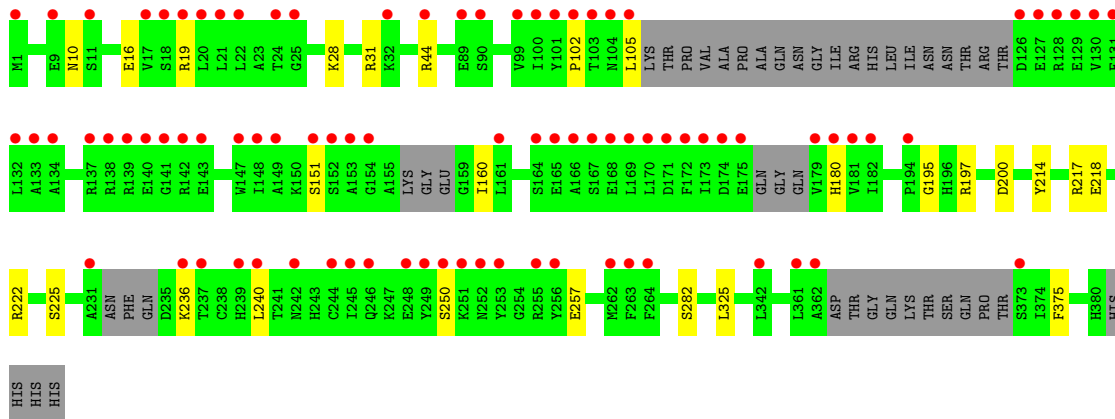 M1 E9 N10 S11 E16 V17 S18 R19 L20 L21 L22 A23 T24 G25 K28 R31 K32 R44 E89 S90 V99 I100 Y101 P102 T103 N104 L105 LYS THR PRO VAL ALA PRO ALA GLN ASN GLY ILE ARG HIS LEU ILE ASN ASN THR ARG THR D126 E127 R128 E129 V130
L132 A133 A134 R137 R138 R139 E140 G141 R142 E143 W147 I148 A149 K150 S151 S152 A153 G154 A155 LYS GLY GLU G159 I160 L161 S164 E165 A166 S167 E168 L169 L170 D171 F172 I173 D174 E175 GLN GLY GLN V179 H180 V181 I182 P194 G195 H196 R197 D200 Y214 R217 E218
R222 S225 A231 ASN PHE GLN D235 K236 T237 C238 H239 L240 T241 N242 H243 C244 I245 Q246 K247 E248 Y249 S250 K251 N252 Y253 G254 R255 Y256 E257 M262 F263 F264 S282 L325 L342 L361 A362 ASP THR GLY GLN LYS THR SER GLN PRO THR S373 I374 F375 H380 HIS
HIS HIS HIS